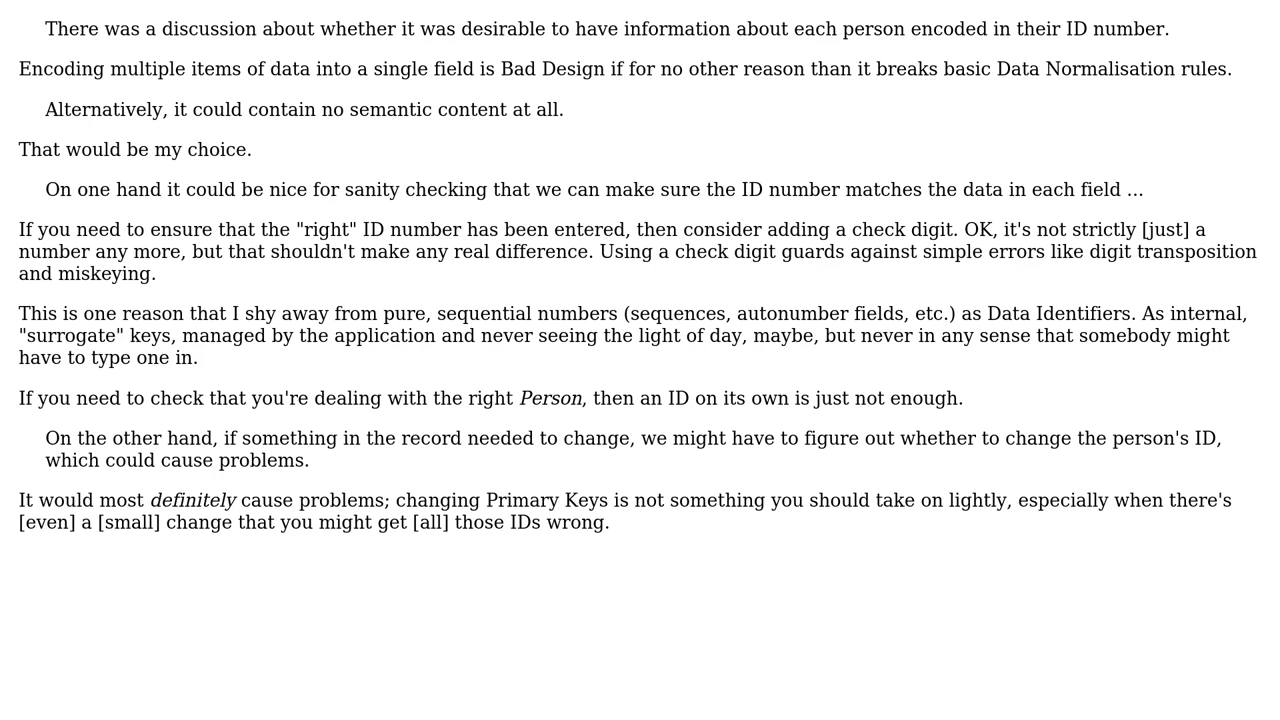 There was a discussion about whether it was desirable to have information about each person encoded in their ID number.
Encoding multiple items of data into a single field is Bad Design if for no other reason than it breaks basic Data Normalisation rules.
Alternatively, it could contain no semantic content at all.
That would be my choice.
On one hand it could be nice for sanity checking that we can make sure the ID number matches the data in each field ...
If you need to ensure that the "right" ID number has been entered, then consider adding a check digit. OK, it's not strictly [just] a
number any more, but that shouldn't make any real difference. Using a check digit guards against simple errors like digit transposition
and miskeying.
This is one reason that I shy away from pure, sequential numbers (sequences, autonumber fields, etc.) as Data Identifiers. As internal,
"surrogate" keys, managed by the application and never seeing the light of day, maybe, but never in any sense that somebody might
have to type one in.
If you need to check that you're dealing with the right Person, then an ID on its own is just not enough.
On the other hand, if something in the record needed to change, we might have to figure out whether to change the person's ID,
which could cause problems.
It would most definitely cause problems; changing Primary Keys is not something you should take on lightly, especially when there's
[even] a [small] change that you might get [all] those IDs wrong.